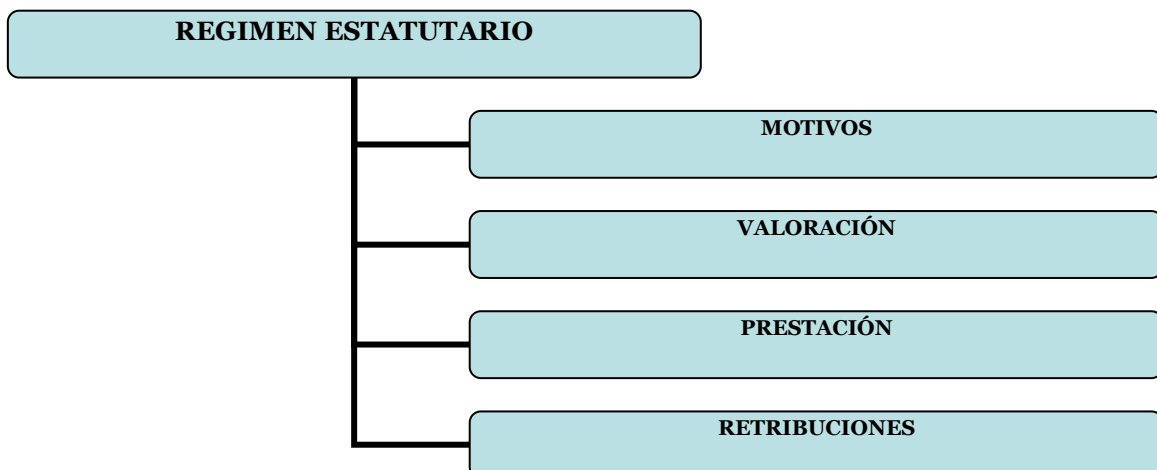 REGIMEN ESTATUTARIO
MOTIVOS
VALORACIÓN
PRESTACIÓN
RETRIBUCIONES